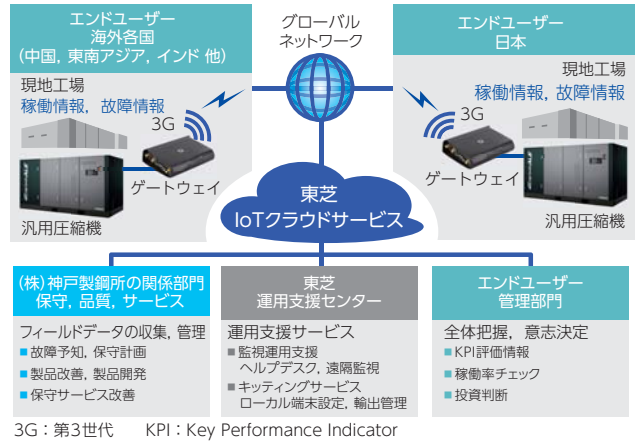 エンドユーザー
海外各国
(中国, 東南アジア, インド 他)
現地工場
稼働情報, 故障情報
3G
ゲートウェイ
汎用圧縮機
グローバル
ネットワーク
エンドユーザー
日本
現地工場
稼働情報, 故障情報
3G
ゲートウェイ
汎用圧縮機
東芝
IoTクラウドサービス
(株)神戸製鋼所の関係部門
保守, 品質, サービス
フィールドデータの収集, 管理
■故障予知, 保守計画
■製品改善, 製品開発
■保守サービス改善
東芝
運用支援センター
運用支援サービス
■監視運用支援
ヘルプデスク, 遠隔監視
■キッティングサービス
ローカル端末設定, 輸出管理
エンドユーザー
管理部門
全体把握, 意志決定
■KPI評価情報
■稼働率チェック
■投資判断
3G:第3世代 KPI:Key Performance Indicator